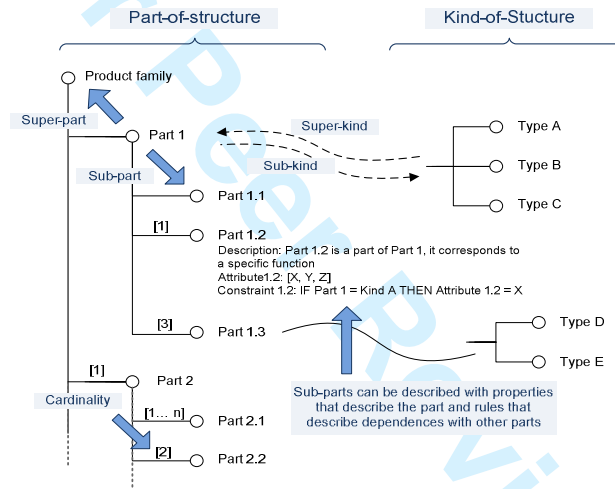 Part-of-structure
Kind-of-Stucture
Product family
Super-part
Part 1
Super-kind
Sub-kind
Type A
Type B
Type C
Sub-part
Part 1.1
[1]
Part 1.2
Description: Part 1.2 is a part of Part 1, it corresponds to
a specific function
Attribute1.2: [X, Y, Z]
Constraint 1.2: IF Part 1 = Kind A THEN Attribute 1.2 = X
[3]
Part 1.3
Type D
Type E
[1]
Part 2
Cardinality
[1... n]
Part 2.1
[2]
Part 2.2
Sub-parts can be described with properties
that describe the part and rules that
describe dependences with other parts
r Peer Revi